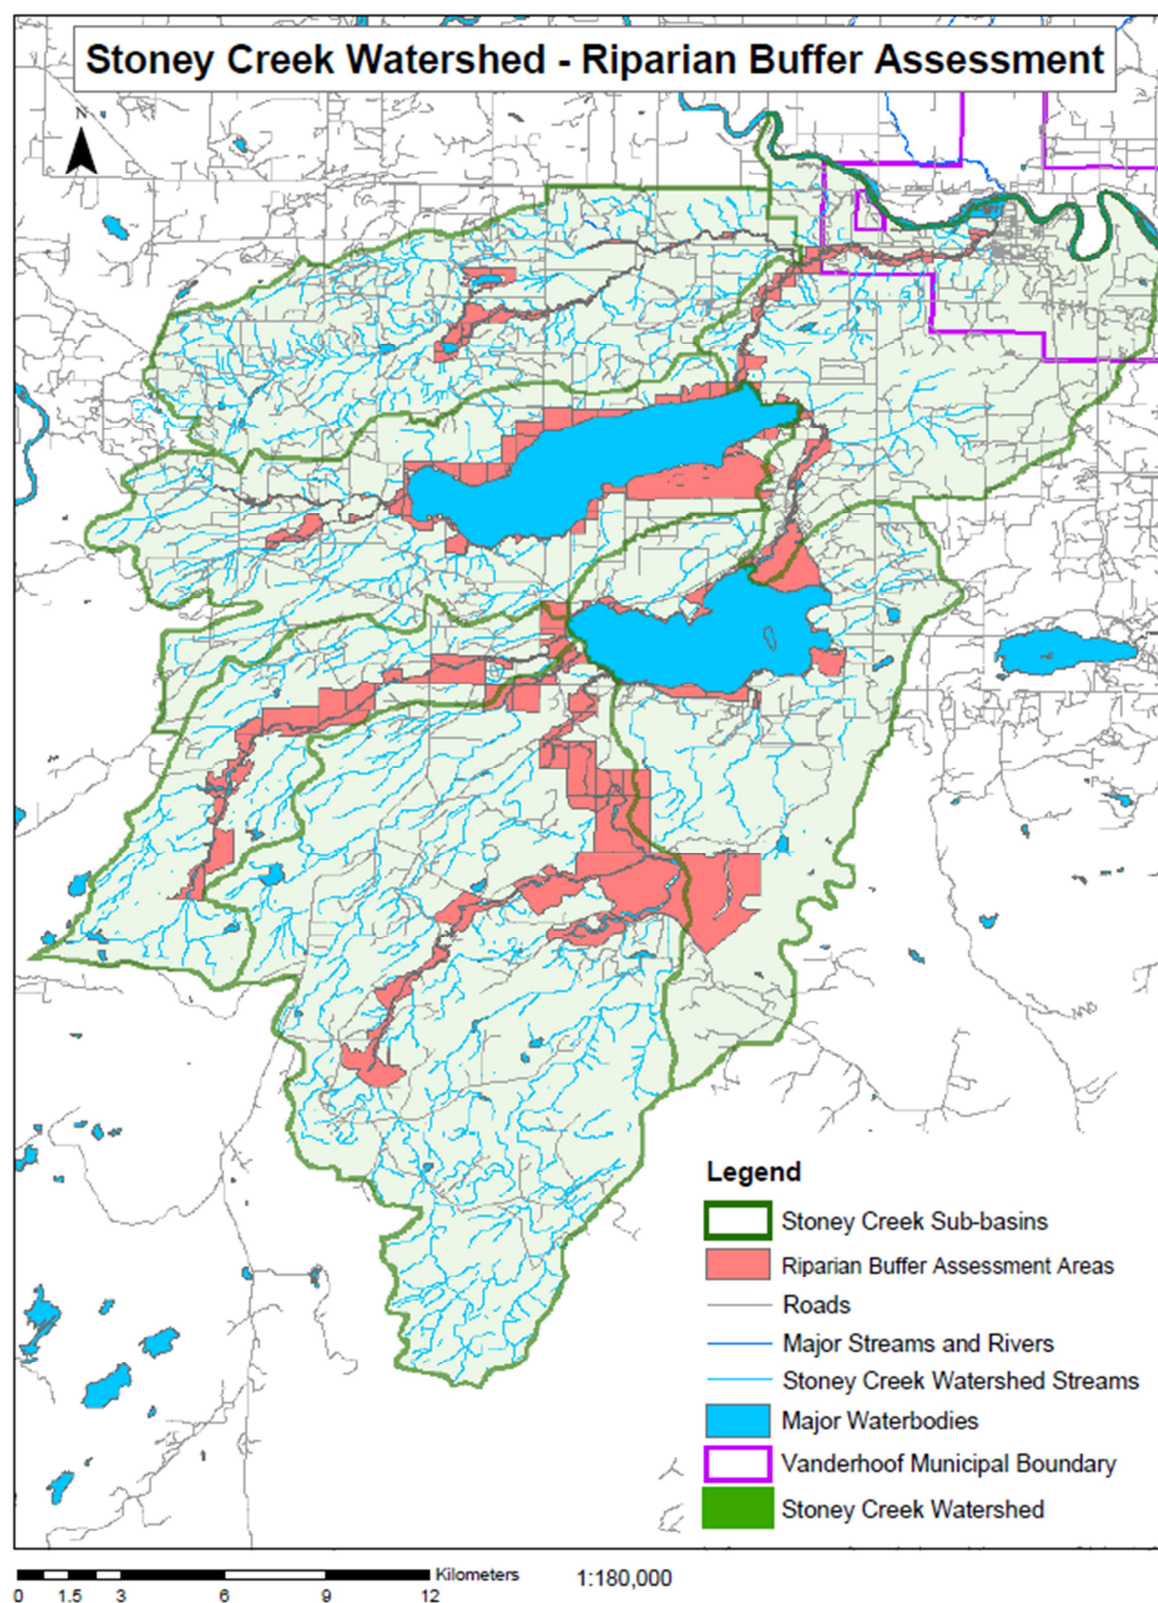 Stoney Creek Watershed - Riparian Buffer Assessment
N
Legend
Stoney Creek Sub-basins
Riparian Buffer Assessment Areas
Roads
Major Streams and Rivers
Stoney Creek Watershed Streams
Major Waterbodies
Vanderhoof Municipal Boundary
Stoney Creek Watershed
Kilometers
0 1.5 3 6 9 12
1:180,000